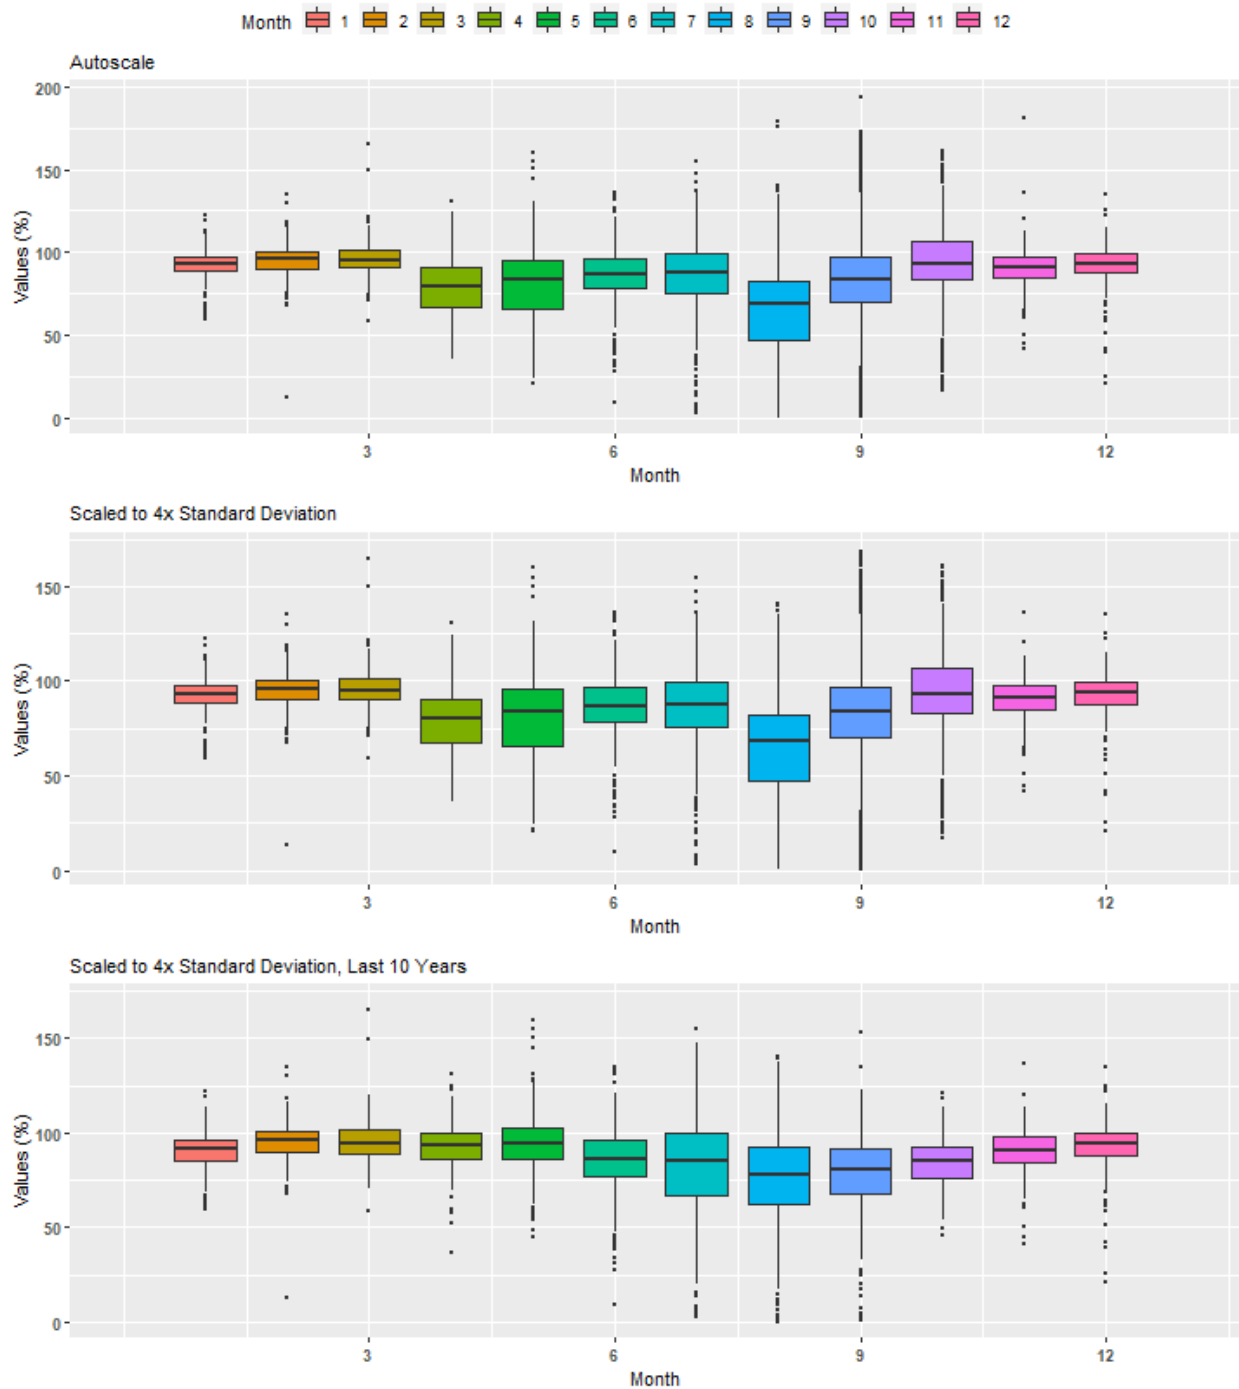 Month 1 2 3 4 5 6 7 8 9 10 11 12
Autoscale
200
150
100
50
0
Values (%)
3 6 9 12
Month
Scaled to 4x Standard Deviation
150
100
50
0
Values (%)
3 6 9 12
Month
Scaled to 4x Standard Deviation, Last 10 Years
150
100
50
0
Values (%)
3 6 9 12
Month